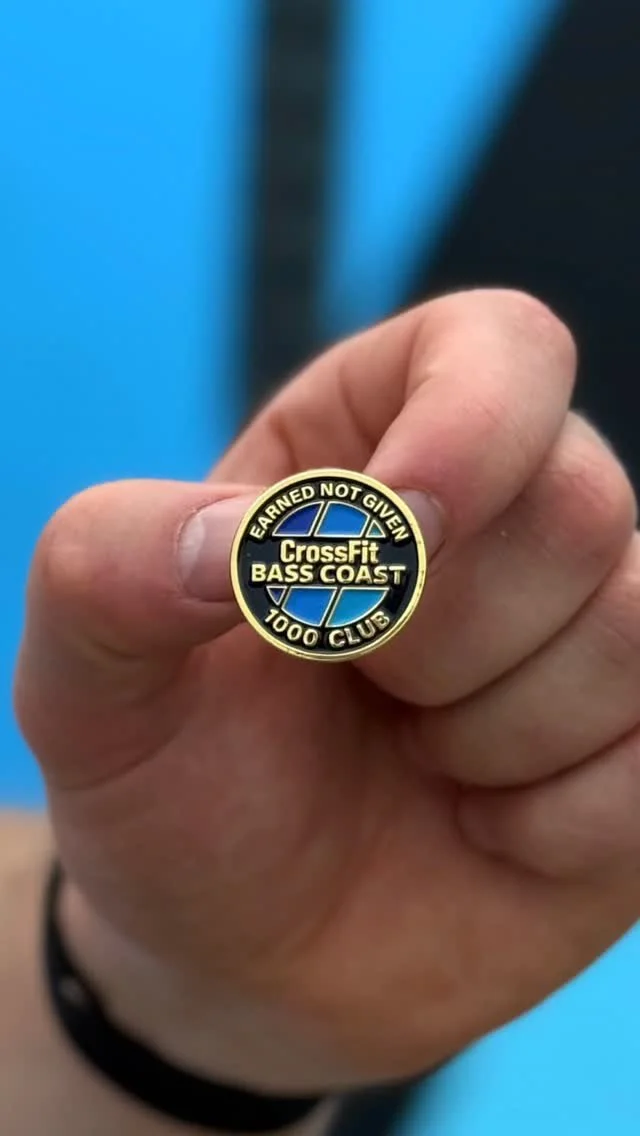 EARNED NOT GIVEN
CrossFit
BASS COAST
1000 CLUB